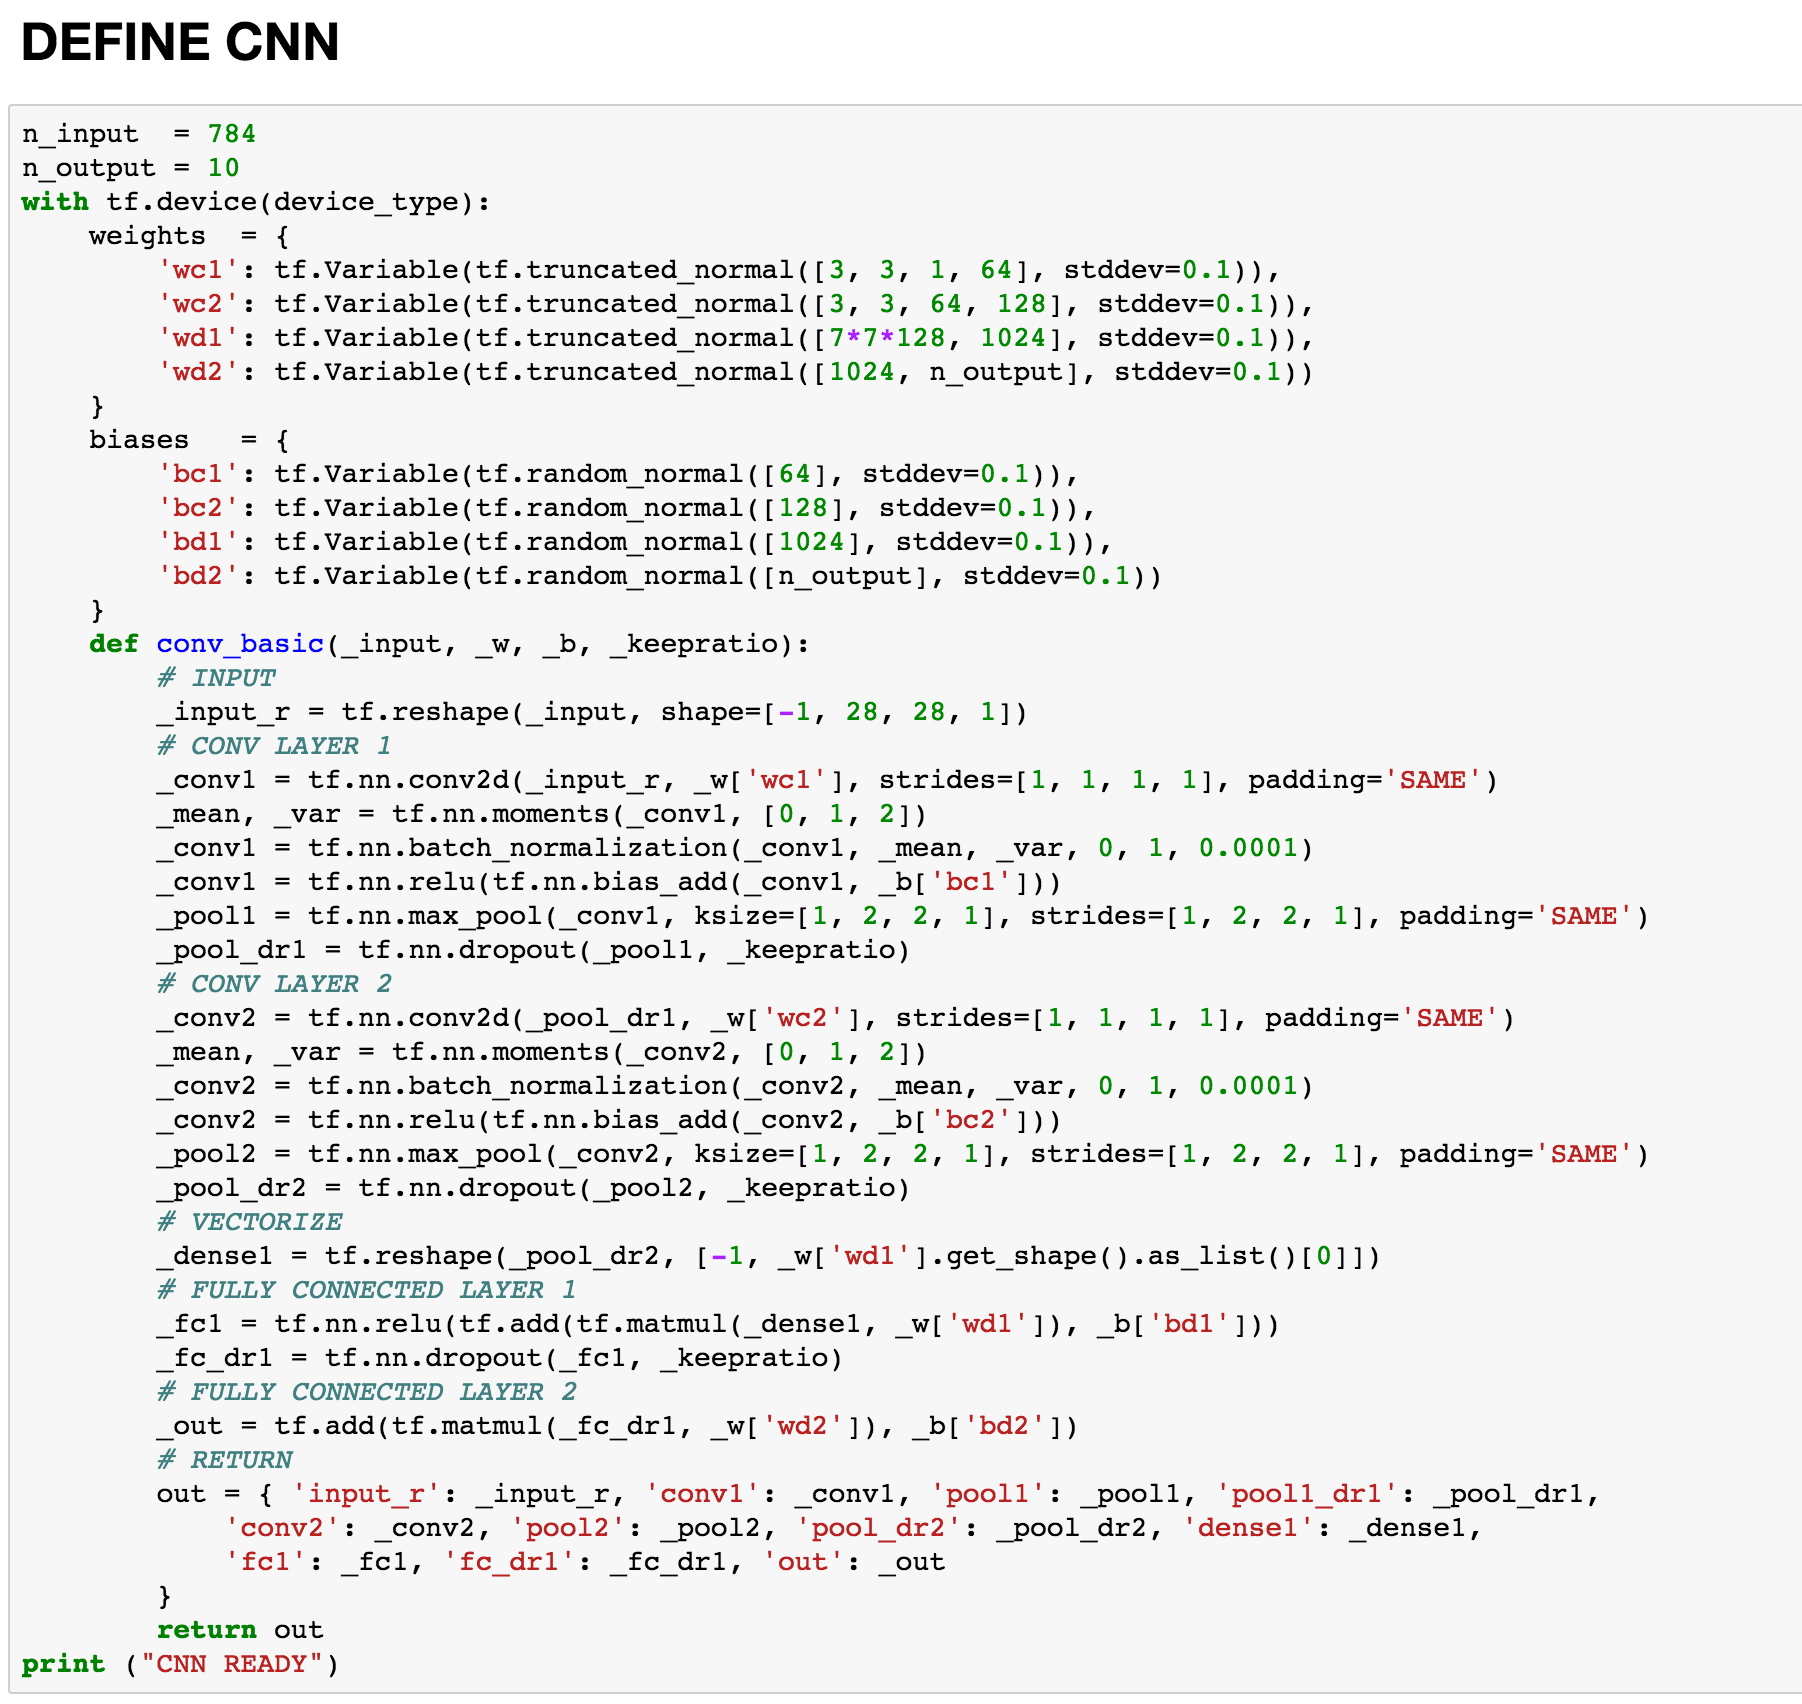 DEFINE CNN
n_input  = 784
n_output = 10
with tf.device(device_type):
    weights  = {
        'wc1': tf.Variable(tf.truncated_normal([3, 3, 1, 64], stddev=0.1)),
        'wc2': tf.Variable(tf.truncated_normal([3, 3, 64, 128], stddev=0.1)),
        'wd1': tf.Variable(tf.truncated_normal([7*7*128, 1024], stddev=0.1)),
        'wd2': tf.Variable(tf.truncated_normal([1024, n_output], stddev=0.1))
    }
    biases   = {
        'bc1': tf.Variable(tf.random_normal([64], stddev=0.1)),
        'bc2': tf.Variable(tf.random_normal([128], stddev=0.1)),
        'bd1': tf.Variable(tf.random_normal([1024], stddev=0.1)),
        'bd2': tf.Variable(tf.random_normal([n_output], stddev=0.1))
    }
    def conv_basic(_input, _w, _b, _keepratio):
        # INPUT
        _input_r = tf.reshape(_input, shape=[-1, 28, 28, 1])
        # CONV LAYER 1
        _conv1 = tf.nn.conv2d(_input_r, _w['wc1'], strides=[1, 1, 1, 1], padding='SAME')
        _mean, _var = tf.nn.moments(_conv1, [0, 1, 2])
        _conv1 = tf.nn.batch_normalization(_conv1, _mean, _var, 0, 1, 0.0001)
        _conv1 = tf.nn.relu(tf.nn.bias_add(_conv1, _b['bc1']))
        _pool1 = tf.nn.max_pool(_conv1, ksize=[1, 2, 2, 1], strides=[1, 2, 2, 1], padding='SAME')
        _pool_dr1 = tf.nn.dropout(_pool1, _keepratio)
        # CONV LAYER 2
        _conv2 = tf.nn.conv2d(_pool_dr1, _w['wc2'], strides=[1, 1, 1, 1], padding='SAME')
        _mean, _var = tf.nn.moments(_conv2, [0, 1, 2])
        _conv2 = tf.nn.batch_normalization(_conv2, _mean, _var, 0, 1, 0.0001)
        _conv2 = tf.nn.relu(tf.nn.bias_add(_conv2, _b['bc2']))
        _pool2 = tf.nn.max_pool(_conv2, ksize=[1, 2, 2, 1], strides=[1, 2, 2, 1], padding='SAME')
        _pool_dr2 = tf.nn.dropout(_pool2, _keepratio)
        # VECTORIZE
        _dense1 = tf.reshape(_pool_dr2, [-1, _w['wd1'].get_shape().as_list()[0]])
        # FULLY CONNECTED LAYER 1
        _fc1 = tf.nn.relu(tf.add(tf.matmul(_dense1, _w['wd1']), _b['bd1']))
        _fc_dr1 = tf.nn.dropout(_fc1, _keepratio)
        # FULLY CONNECTED LAYER 2
        _out = tf.add(tf.matmul(_fc_dr1, _w['wd2']), _b['bd2'])
        # RETURN
        out = { 'input_r': _input_r, 'conv1': _conv1, 'pool1': _pool1, 'pool1_dr1': _pool_dr1,
            'conv2': _conv2, 'pool2': _pool2, 'pool_dr2': _pool_dr2, 'dense1': _dense1,
            'fc1': _fc1, 'fc_dr1': _fc_dr1, 'out': _out
        }
        return out
print ("CNN READY")